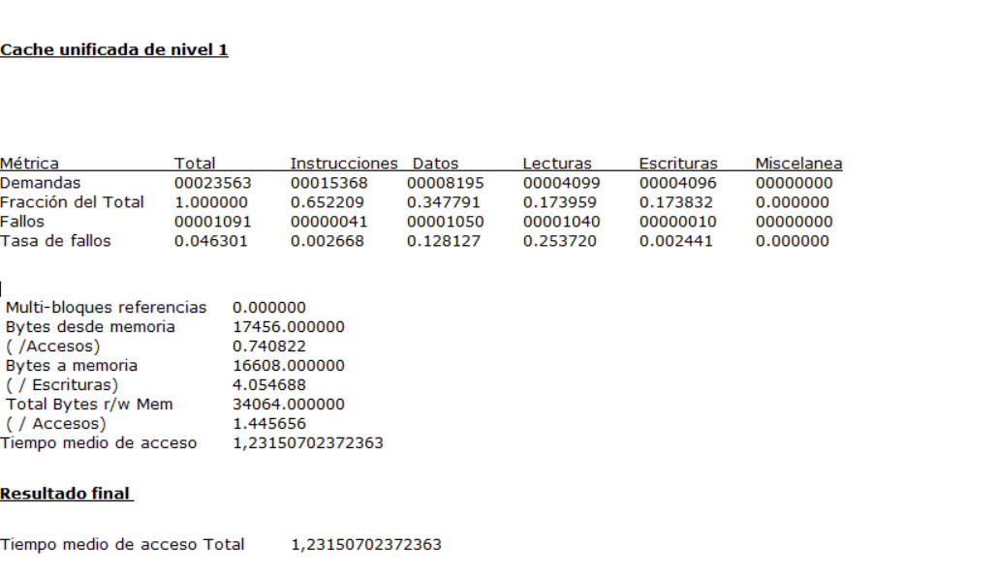 Cache unificada de nivel 1
Métrica Total Instrucciones Datos Lecturas Escrituras Miscelanea
Demandas 00023563 00015368 00008195 00004099 00004096 00000000
Fracción del Total 1.000000 0.652209 0.347791 0.173959 0.173832 0.000000
Fallos 00001091 00000041 00001050 00001040 00000010 00000000
Tasa de fallos 0.046301 0.002668 0.128127 0.253720 0.002441 0.000000
Multi-bloques referencias 0.000000
Bytes desde memoria 17456.000000
( /Accesos) 0.740822
Bytes a memoria 16608.000000
( / Escrituras) 4.054688
Total Bytes r/w Mem 34064.000000
( / Accesos) 1.445656
Tiempo medio de acceso 1,23150702372363
Resultado final
Tiempo medio de acceso Total 1,23150702372363